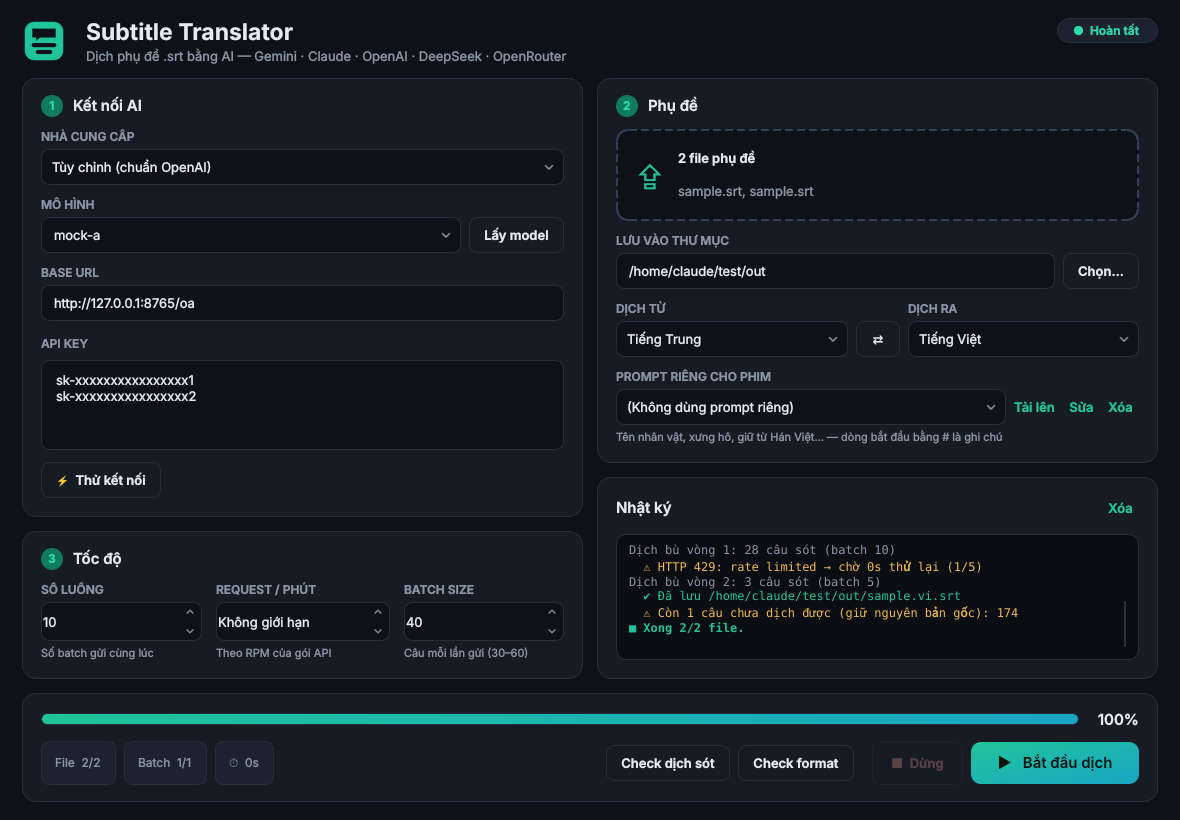 Subtitle Translator
Dịch phụ đề .srt bằng AI — Gemini · Claude · OpenAI · DeepSeek · OpenRouter
Hoàn tất
1 Kết nối AI
NHÀ CUNG CẤP
Tùy chỉnh (chuẩn OpenAI)
MÔ HÌNH
mock-a
Lấy model
BASE URL
http://127.0.0.1:8765/oa
API KEY
sk-xxxxxxxxxxxxxxxx1
sk-xxxxxxxxxxxxxxxx2
⚡ Thử kết nối
3 Tốc độ
SỐ LUỒNG
REQUEST / PHÚT
BATCH SIZE
10
Không giới hạn
40
Số batch gửi cùng lúc
Theo RPM của gói API
Câu mỗi lần gửi (30–60)
2 Phụ đề
2 file phụ đề
sample.srt, sample.srt
LƯU VÀO THƯ MỤC
/home/claude/test/out
Chọn...
DỊCH TỪ
DỊCH RA
Tiếng Trung
⇄
Tiếng Việt
PROMPT RIÊNG CHO PHIM
(Không dùng prompt riêng)
Tải lên
Sửa
Xóa
Tên nhân vật, xưng hô, giữ từ Hán Việt... — dòng bắt đầu bằng # là ghi chú
Nhật ký
Xóa
Dịch bù vòng 1: 28 câu sót (batch 10)
⚠ HTTP 429: rate limited → chờ 0s thử lại (1/5)
Dịch bù vòng 2: 3 câu sót (batch 5)
✔ Đã lưu /home/claude/test/out/sample.vi.srt
⚠ Còn 1 câu chưa dịch được (giữ nguyên bản gốc): 174
■ Xong 2/2 file.
100%
File 2/2
Batch 1/1
⏱ 0s
Check dịch sót
Check format
■ Dừng
▶ Bắt đầu dịch